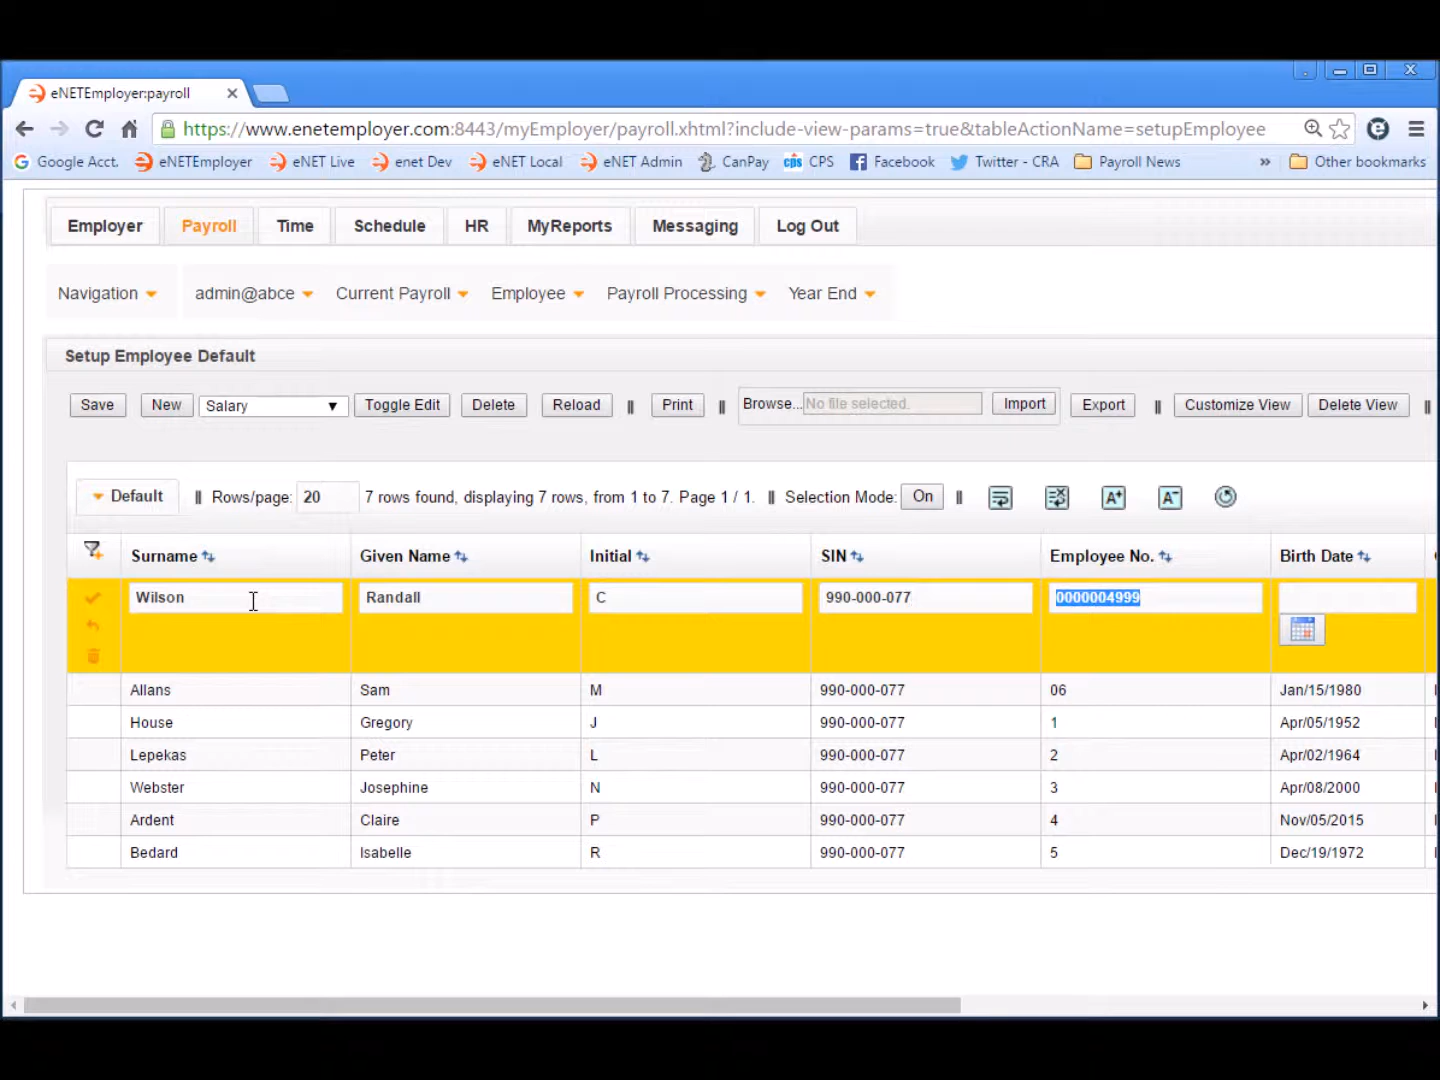 eNETEmployer:payroll
https://www.enetemployer.com:8443/myEmployer/payroll.xhtml?include-view-params=true&tableActionName=setupEmployee
Google Acct. eNETEmployer eNET Live enet Dev eNET Local eNET Admin CanPay cps CPS Facebook Twitter - CRA Payroll News » Other bookmarks
Employer Payroll Time Schedule HR MyReports Messaging Log Out
Navigation admin@abce Current Payroll Employee Payroll Processing Year End
Setup Employee Default
Save New Salary Toggle Edit Delete Reload || Print || Browse... No file selected. Import Export || Customize View Delete View ||
Default || Rows/page: 20 7 rows found, displaying 7 rows, from 1 to 7. Page 1 / 1. || Selection Mode: On || A+ A-
Surname Given Name Initial SIN Employee No. Birth Date
Wilson Randall C 990-000-077 0000004999
Allans Sam M 990-000-077 06 Jan/15/1980
House Gregory J 990-000-077 1 Apr/05/1952
Lepekas Peter L 990-000-077 2 Apr/02/1964
Webster Josephine N 990-000-077 3 Apr/08/2000
Ardent Claire P 990-000-077 4 Nov/05/2015
Bedard Isabelle R 990-000-077 5 Dec/19/1972